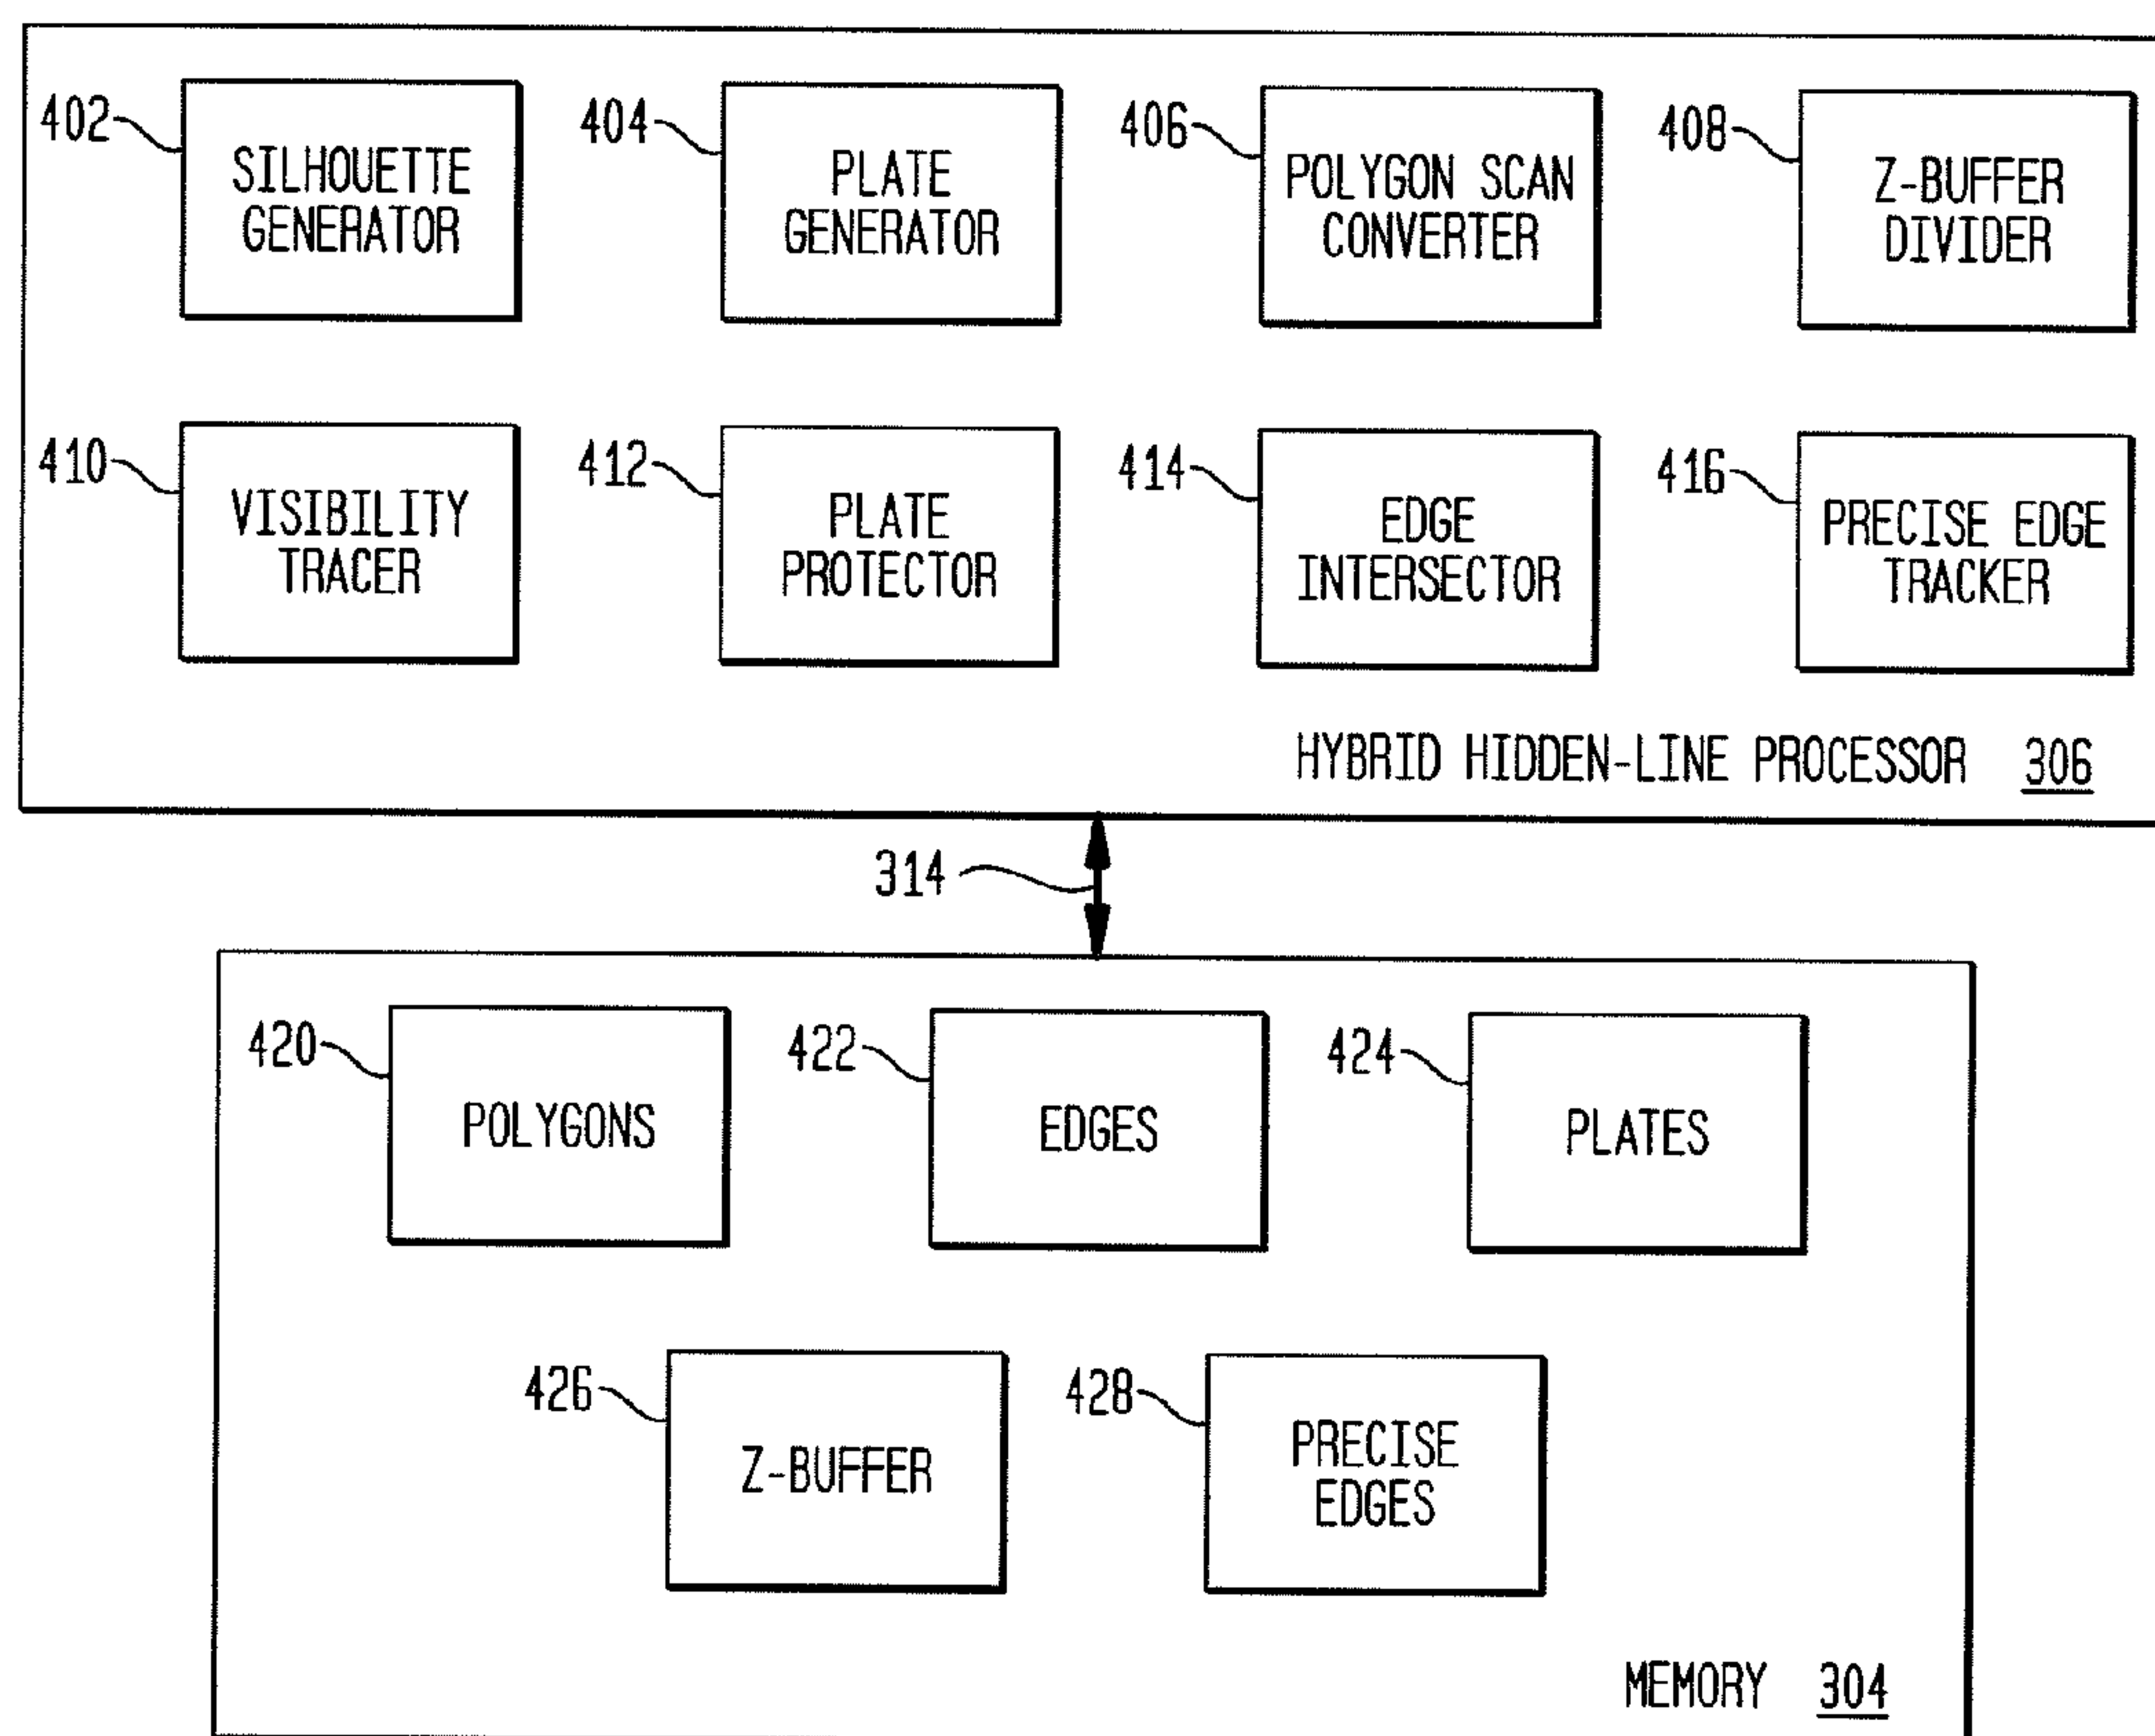 402
SILHOUETTE
GENERATOR
404
PLATE
GENERATOR
406
POLYGON SCAN
CONVERTER
408
Z-BUFFER
DIVIDER
410
VISIBILITY
TRACER
412
PLATE
PROTECTOR
414
EDGE
INTERSECTOR
416
PRECISE EDGE
TRACKER
HYBRID HIDDEN-LINE PROCESSOR 306
314
420
POLYGONS
422
EDGES
424
PLATES
426
Z-BUFFER
428
PRECISE
EDGES
MEMORY 304